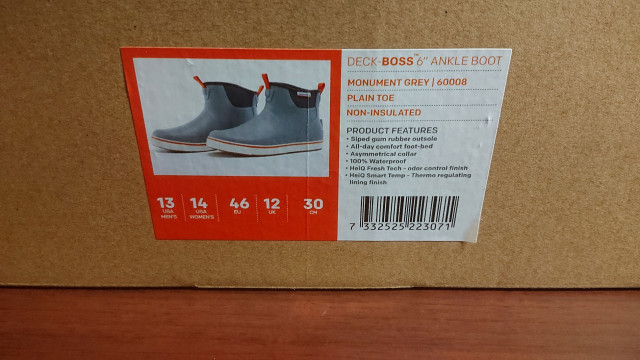 DECK-BOSS™ 6" ANKLE BOOT
MONUMENT GREY | 60008
PLAIN TOE
NON-INSULATED
PRODUCT FEATURES
• Siped gum rubber outsole
• All-day comfort foot-bed
• Asymmetrical collar
• 100% Waterproof
• HeiQ Fresh Tech - odor control finish
• HeiQ Smart Temp - Thermo regulating
lining finish
13 14 46 12 30
USA USA EU UK CM
MEN'S WOMEN'S
7 332525 223071